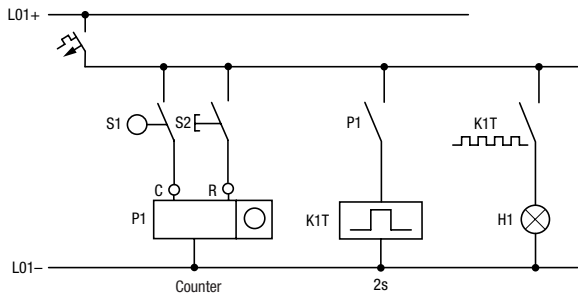 L01+
S1
S2
P1
K1T
C
R
P1
K1T
H1
L01–
Counter
2s